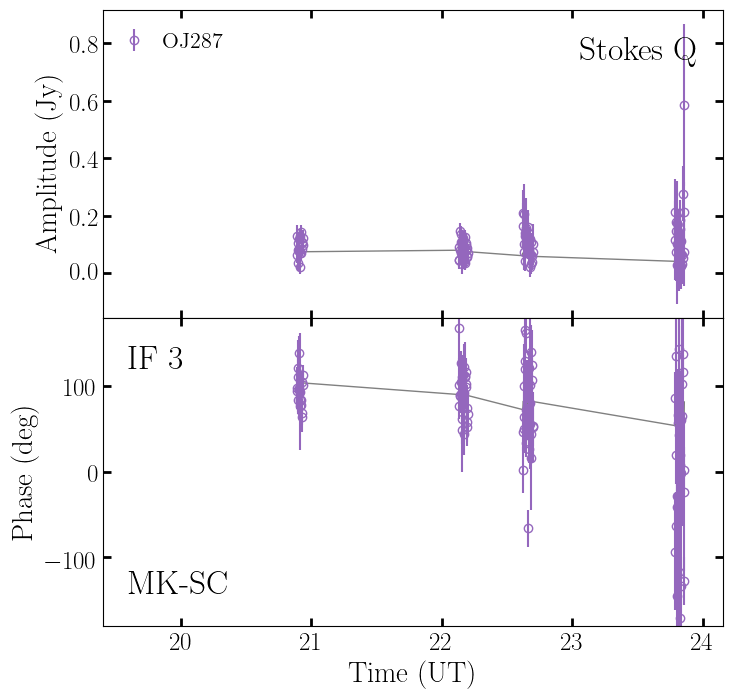 OJ287
Stokes Q
0.8
0.6
0.4
0.2
0.0
Amplitude (Jy)
IF 3
100
0
−100
Phase (deg)
MK-SC
20 21 22 23 24
Time (UT)